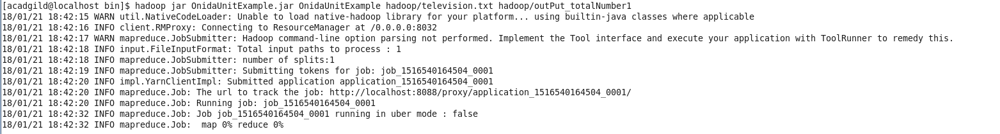 [acadgild@localhost bin]$ hadoop jar OnidaUnitExample.jar OnidaUnitExample hadoop/television.txt hadoop/outPut_totalNumber1
18/01/21 18:42:15 WARN util.NativeCodeLoader: Unable to load native-hadoop library for your platform... using builtin-java classes where applicable
18/01/21 18:42:16 INFO client.RMProxy: Connecting to ResourceManager at /0.0.0.0:8032
18/01/21 18:42:17 WARN mapreduce.JobSubmitter: Hadoop command-line option parsing not performed. Implement the Tool interface and execute your application with ToolRunner to remedy this.
18/01/21 18:42:18 INFO input.FileInputFormat: Total input paths to process : 1
18/01/21 18:42:18 INFO mapreduce.JobSubmitter: number of splits:1
18/01/21 18:42:19 INFO mapreduce.JobSubmitter: Submitting tokens for job: job_1516540164504_0001
18/01/21 18:42:20 INFO impl.YarnClientImpl: Submitted application application_1516540164504_0001
18/01/21 18:42:20 INFO mapreduce.Job: The url to track the job: http://localhost:8088/proxy/application_1516540164504_0001/
18/01/21 18:42:20 INFO mapreduce.Job: Running job: job_1516540164504_0001
18/01/21 18:42:32 INFO mapreduce.Job: Job job_1516540164504_0001 running in uber mode : false
18/01/21 18:42:32 INFO mapreduce.Job:  map 0% reduce 0%